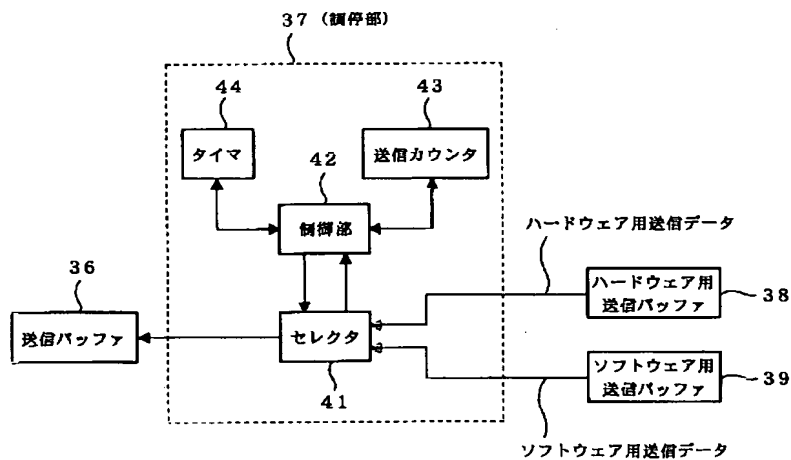 37（調停部）
44
43
タイマ
送信カウンタ
42
制御部
ハードウェア用送信データ
36
ハードウェア用
送信バッファ
38
送信バッファ
セレクタ
ソフトウェア用
送信バッファ
39
41
ソフトウェア用送信データ